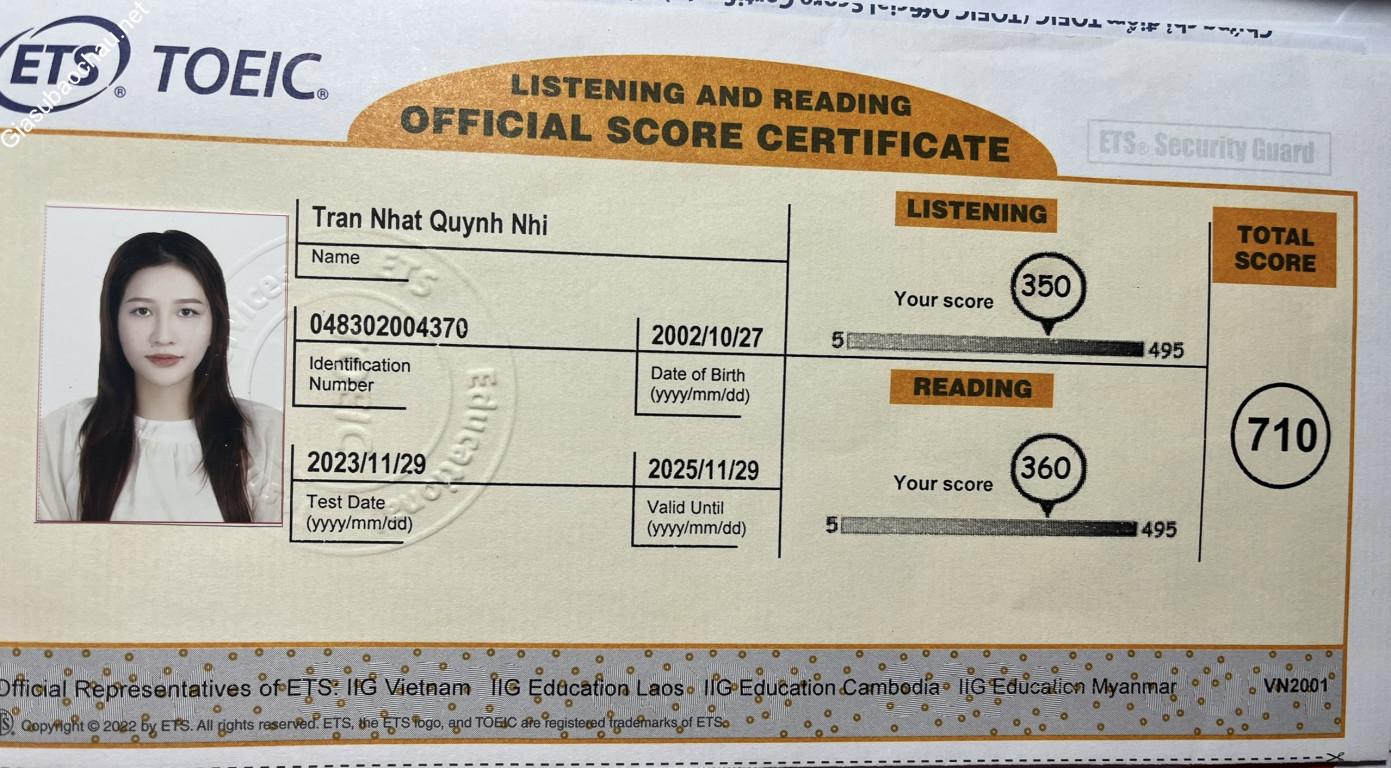 ETS® TOEIC®
Giasubaochau.net
LISTENING AND READING
OFFICIAL SCORE CERTIFICATE
ETS® Security Guard
Tran Nhat Quynh Nhi
Name
048302004370
Identification
Number
2002/10/27
Date of Birth
(yyyy/mm/dd)
2023/11/29
Test Date
(yyyy/mm/dd)
2025/11/29
Valid Until
(yyyy/mm/dd)
LISTENING
Your score
350
5 495
READING
Your score
360
5 495
TOTAL
SCORE
710
ETS
Educations
TOEIC
Official Representatives of ETS: IIG Vietnam IIG Education Laos IIG Education Cambodia IIG Education Myanmar
VN2001
Copyright © 2022 by ETS. All rights reserved. ETS, the ETS logo, and TOEIC are registered trademarks of ETS.